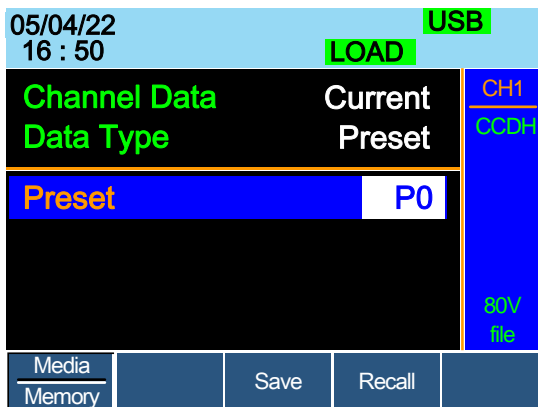 05/04/22 USB
16 : 50 LOAD
Channel Data Current CH1
Data Type Preset CCDH
Preset P0
80V
file
Media
Memory Save Recall